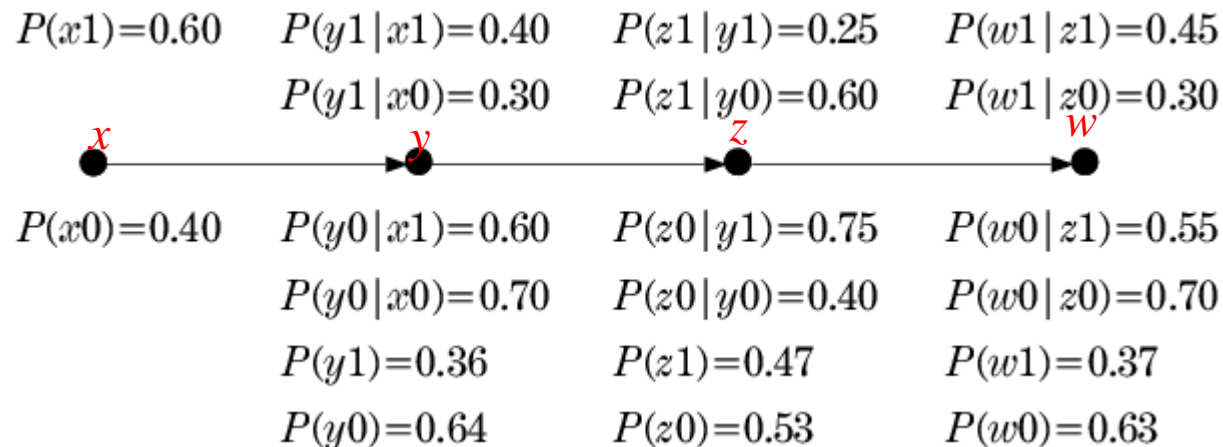 P(x1)=0.60 P(y1|x1)=0.40 P(z1|y1)=0.25 P(w1|z1)=0.45
P(y1|x0)=0.30 P(z1|y0)=0.60 P(w1|z0)=0.30
x y z w
P(x0)=0.40 P(y0|x1)=0.60 P(z0|y1)=0.75 P(w0|z1)=0.55
P(y0|x0)=0.70 P(z0|y0)=0.40 P(w0|z0)=0.70
P(y1)=0.36 P(z1)=0.47 P(w1)=0.37
P(y0)=0.64 P(z0)=0.53 P(w0)=0.63